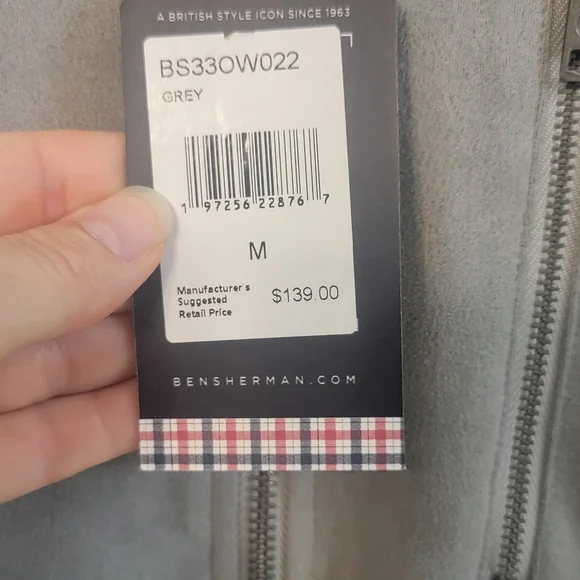 A BRITISH STYLE ICON SINCE 1963
BS33OW022
GREY
1 97256 22876 7
M
Manufacturer's
Suggested
Retail Price
$139.00
BENSHERMAN.COM